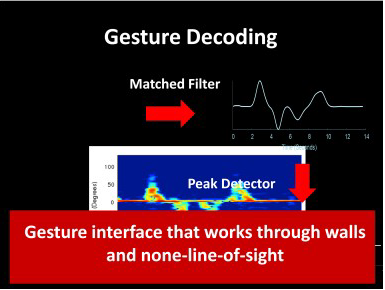 Gesture Decoding
Matched Filter
0 2 4 6 8 10 12 14
Time (Seconds)
100
50
0
(Degrees)
Peak Detector
Gesture interface that works through walls
and none-line-of-sight